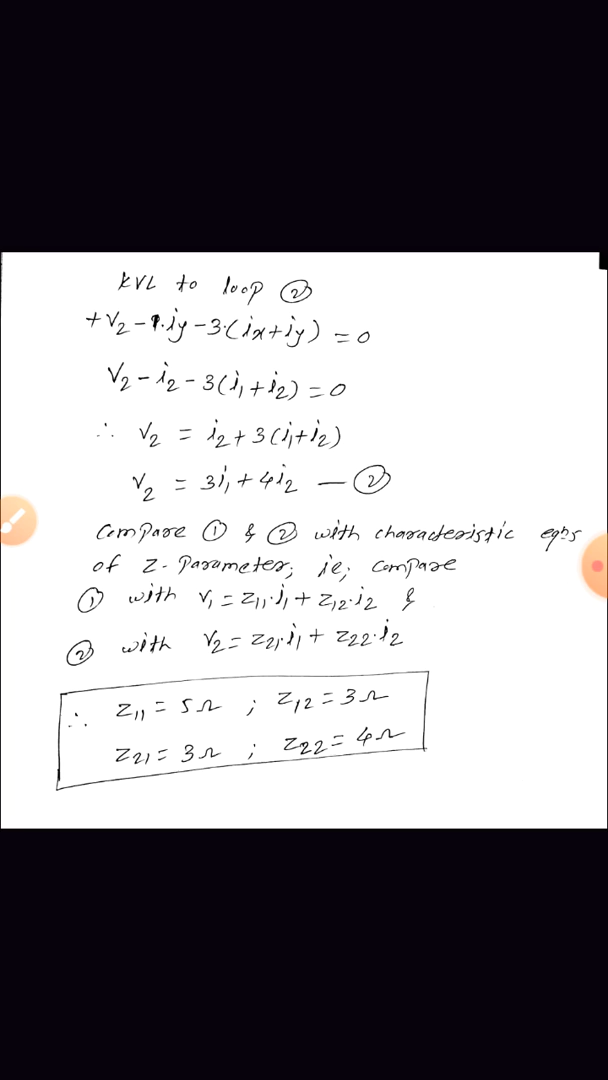 KVL to loop ②
+V₂-1.iy-3.(ix+iy) = 0
V₂-i₂-3(i₁+i₂)=0
∴ V₂ = i₂+3(i₁+i₂)
V₂ = 3i₁+4i₂ — ②
Compare ① & ② with characteristic eqns
of Z-Parameter; ie; compare
① with V₁=Z₁₁.i₁+Z₁₂.i₂ &
② with V₂=Z₂₁.i₁+Z₂₂.i₂
∴ Z₁₁=5Ω ; Z₁₂=3Ω
Z₂₁=3Ω ; Z₂₂=4Ω